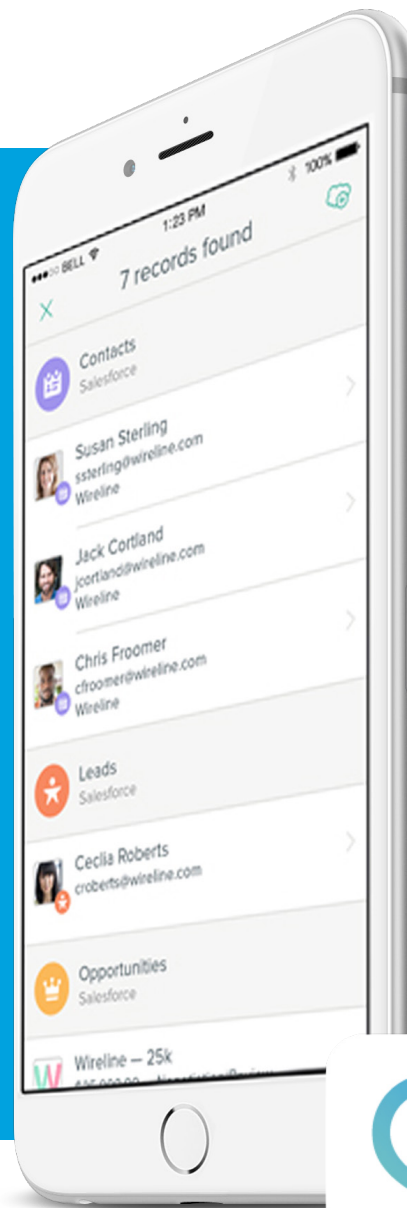 BELL 1:23 PM 100%
7 records found
Contacts
Salesforce
Susan Sterling
ssterling@wireline.com
Wireline
Jack Cortland
jcortland@wireline.com
Wireline
Chris Froomer
cfroomer@wireline.com
Wireline
Leads
Salesforce
Ceclia Roberts
croberts@wireline.com
Opportunities
Salesforce
W
Wireline — 25k